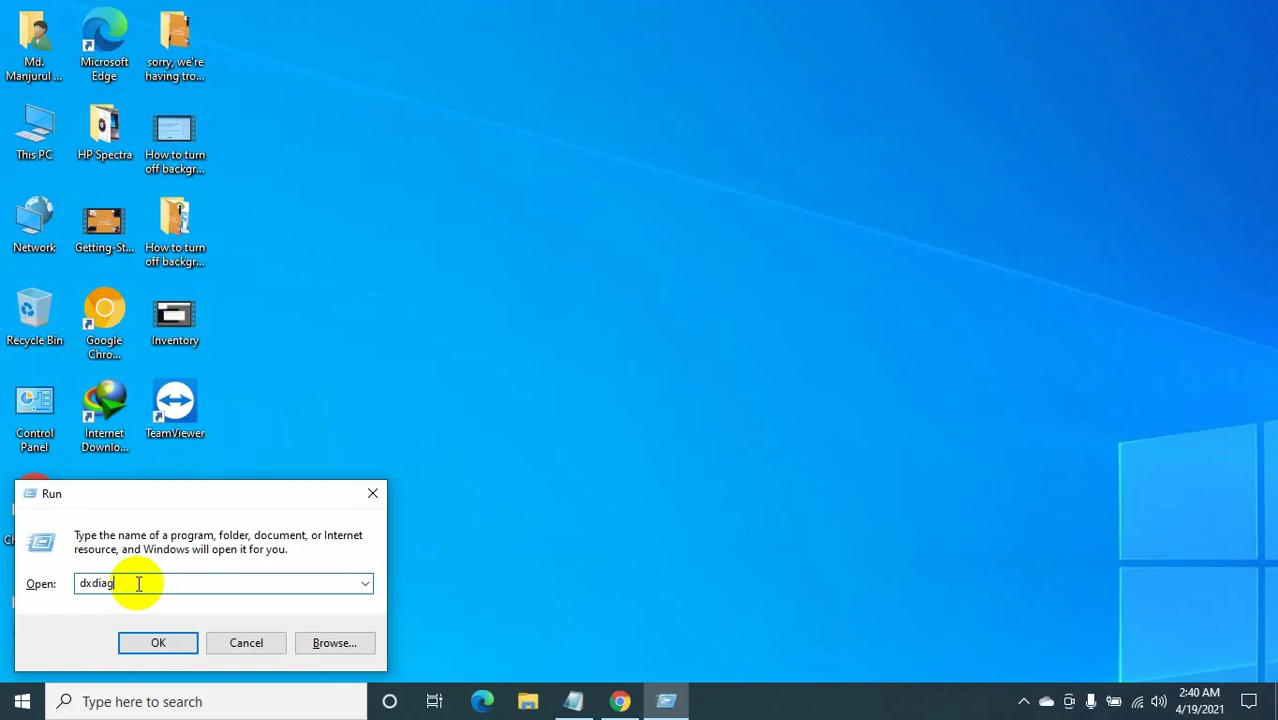 Md.
Manjurul ...
Microsoft
Edge
sorry, we're
having tro...
This PC
HP Spectra
How to turn
off backgr...
Network
Getting-St...
How to turn
off backgr...
Recycle Bin
Google
Chro...
Inventory
Control
Panel
Internet
Downlo...
TeamViewer
Run
Type the name of a program, folder, document, or Internet
resource, and Windows will open it for you.
Open:
dxdiag
OK
Cancel
Browse...
Type here to search
2:40 AM
4/19/2021